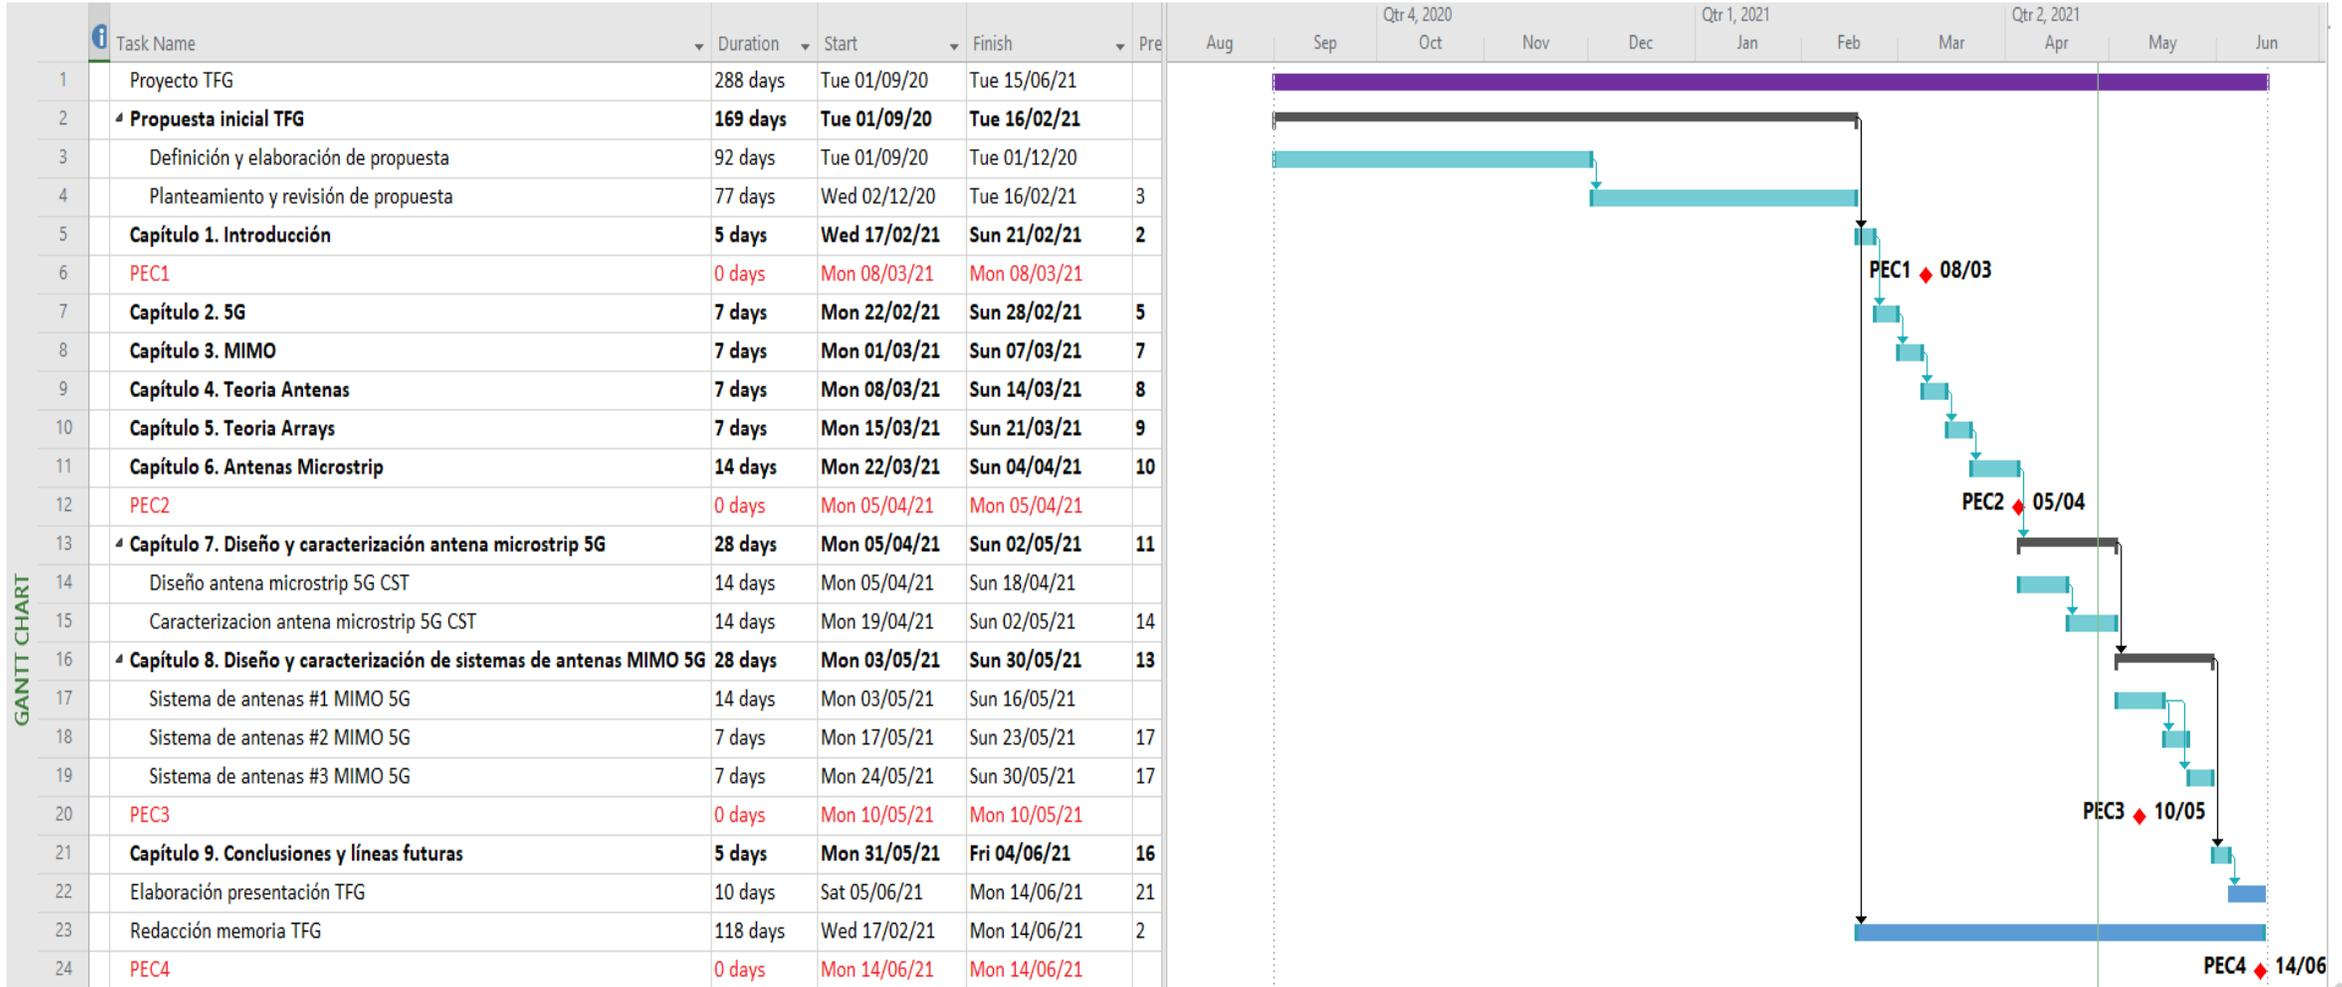 Qtr 4, 2020 Qtr 1, 2021 Qtr 2, 2021
Task Name Duration Start Finish Pre Aug Sep Oct Nov Dec Jan Feb Mar Apr May Jun
1 Proyecto TFG 288 days Tue 01/09/20 Tue 15/06/21
2 Propuesta inicial TFG 169 days Tue 01/09/20 Tue 16/02/21
3 Definición y elaboración de propuesta 92 days Tue 01/09/20 Tue 01/12/20
4 Planteamiento y revisión de propuesta 77 days Wed 02/12/20 Tue 16/02/21 3
5 Capítulo 1. Introducción 5 days Wed 17/02/21 Sun 21/02/21 2
6 PEC1 0 days Mon 08/03/21 Mon 08/03/21 PEC1 08/03
7 Capítulo 2. 5G 7 days Mon 22/02/21 Sun 28/02/21 5
8 Capítulo 3. MIMO 7 days Mon 01/03/21 Sun 07/03/21 7
9 Capítulo 4. Teoria Antenas 7 days Mon 08/03/21 Sun 14/03/21 8
10 Capítulo 5. Teoria Arrays 7 days Mon 15/03/21 Sun 21/03/21 9
11 Capítulo 6. Antenas Microstrip 14 days Mon 22/03/21 Sun 04/04/21 10
12 PEC2 0 days Mon 05/04/21 Mon 05/04/21 PEC2 05/04
13 Capítulo 7. Diseño y caracterización antena microstrip 5G 28 days Mon 05/04/21 Sun 02/05/21 11
14 Diseño antena microstrip 5G CST 14 days Mon 05/04/21 Sun 18/04/21
15 Caracterizacion antena microstrip 5G CST 14 days Mon 19/04/21 Sun 02/05/21 14
16 Capítulo 8. Diseño y caracterización de sistemas de antenas MIMO 5G 28 days Mon 03/05/21 Sun 30/05/21 13
17 Sistema de antenas #1 MIMO 5G 14 days Mon 03/05/21 Sun 16/05/21
18 Sistema de antenas #2 MIMO 5G 7 days Mon 17/05/21 Sun 23/05/21 17
19 Sistema de antenas #3 MIMO 5G 7 days Mon 24/05/21 Sun 30/05/21 17
20 PEC3 0 days Mon 10/05/21 Mon 10/05/21 PEC3 10/05
21 Capítulo 9. Conclusiones y líneas futuras 5 days Mon 31/05/21 Fri 04/06/21 16
22 Elaboración presentación TFG 10 days Sat 05/06/21 Mon 14/06/21 21
23 Redacción memoria TFG 118 days Wed 17/02/21 Mon 14/06/21 2
24 PEC4 0 days Mon 14/06/21 Mon 14/06/21 PEC4 14/06
GANTT CHART